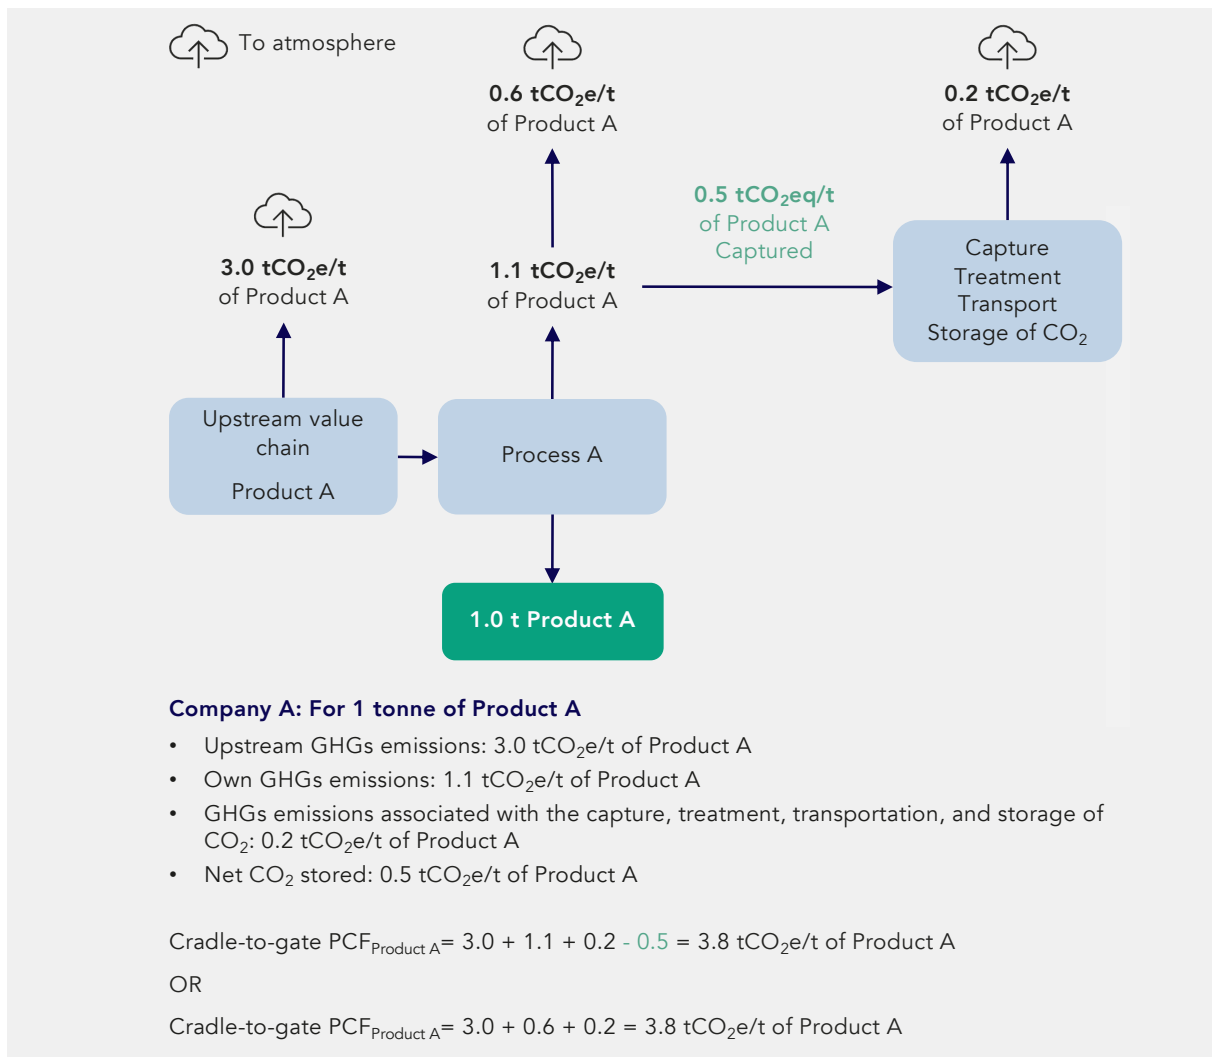 To atmosphere
0.6 tCO₂e/t
of Product A
0.2 tCO₂e/t
of Product A
0.5 tCO₂eq/t
of Product A
Captured
3.0 tCO₂e/t
of Product A
1.1 tCO₂e/t
of Product A
Capture
Treatment
Transport
Storage of CO₂
Upstream value
chain
Product A
Process A
1.0 t Product A
Company A: For 1 tonne of Product A
• Upstream GHGs emissions: 3.0 tCO₂e/t of Product A
• Own GHGs emissions: 1.1 tCO₂e/t of Product A
• GHGs emissions associated with the capture, treatment, transportation, and storage of
CO₂: 0.2 tCO₂e/t of Product A
• Net CO₂ stored: 0.5 tCO₂e/t of Product A
Cradle-to-gate PCF Product A= 3.0 + 1.1 + 0.2 - 0.5 = 3.8 tCO₂e/t of Product A
OR
Cradle-to-gate PCF Product A= 3.0 + 0.6 + 0.2 = 3.8 tCO₂e/t of Product A